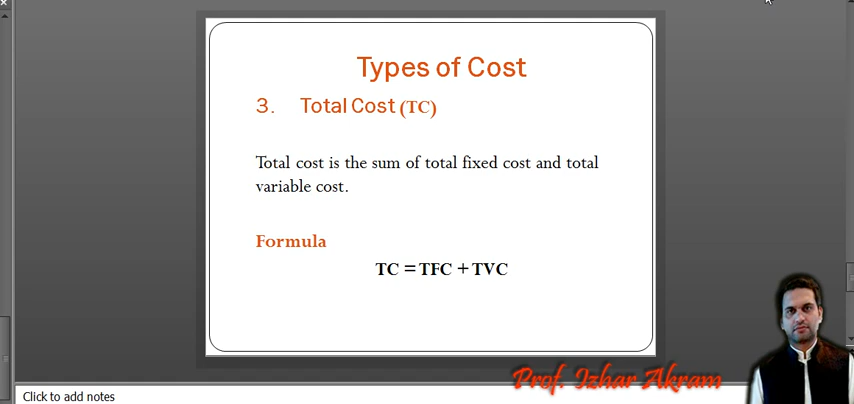 Types of Cost
3. Total Cost (TC)
Total cost is the sum of total fixed cost and total
variable cost.
Formula
TC = TFC + TVC
Prof. Izhar Akram
Click to add notes